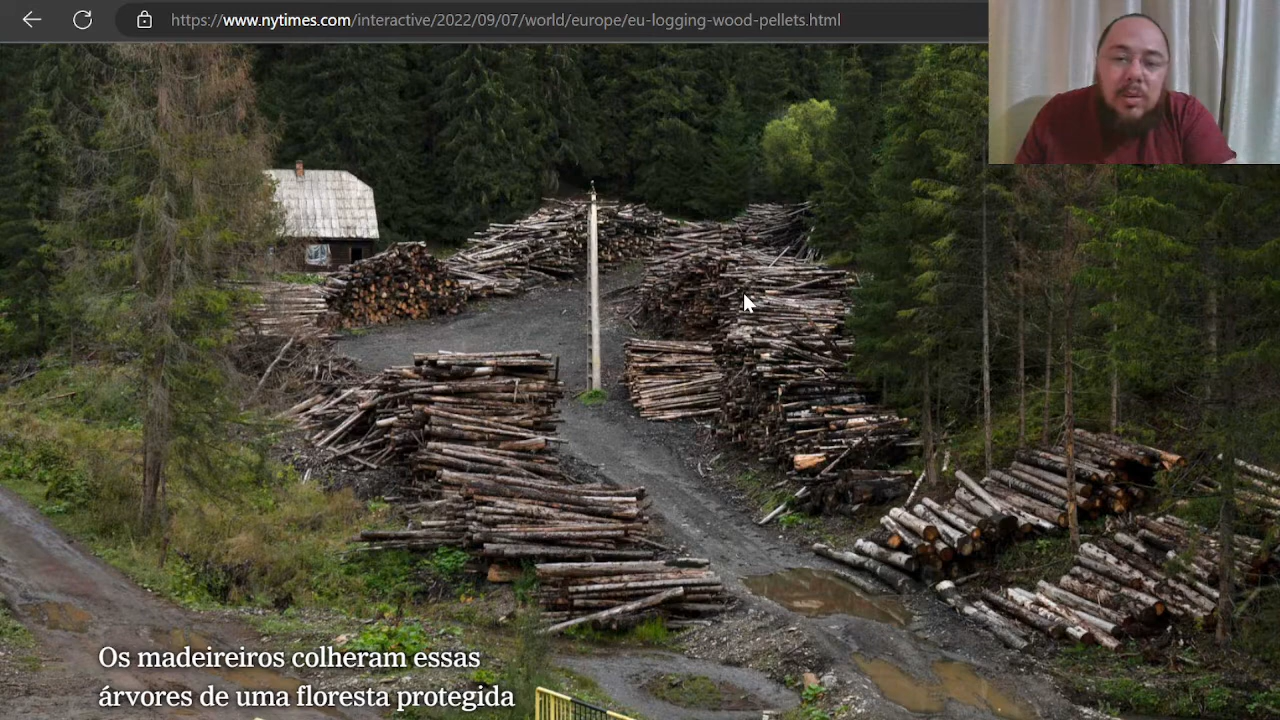 https://www.nytimes.com/interactive/2022/09/07/world/europe/eu-logging-wood-pellets.html
Os madeireiros colheram essas
árvores de uma floresta protegida